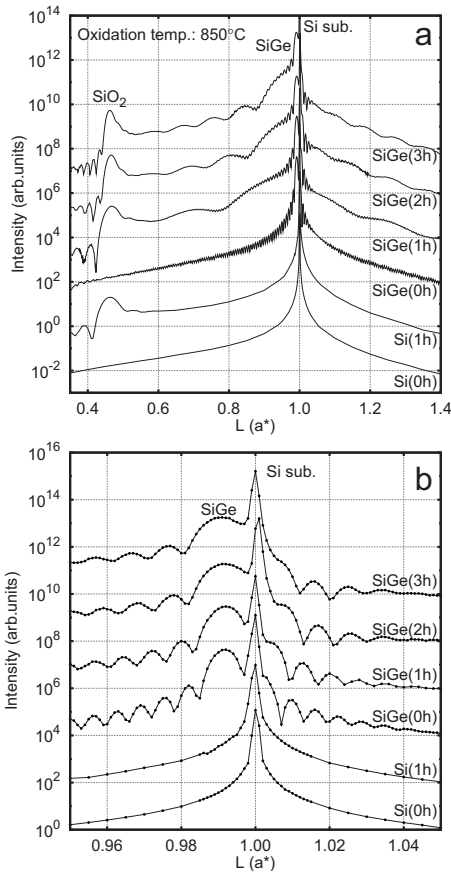 10^14
10^12
10^10
10^8
10^6
10^4
10^2
10^0
10^-2
Intensity (arb.units)
Oxidation temp.: 850°C
Si sub.
a
SiGe
SiO2
SiGe(3h)
SiGe(2h)
SiGe(1h)
SiGe(0h)
Si(1h)
Si(0h)
0.4 0.6 0.8 1.0 1.2 1.4
L (a*)
10^16
10^14
10^12
10^10
10^8
10^6
10^4
10^2
10^0
Intensity (arb.units)
Si sub.
b
SiGe
SiGe(3h)
SiGe(2h)
SiGe(1h)
SiGe(0h)
Si(1h)
Si(0h)
0.96 0.98 1.00 1.02 1.04
L (a*)